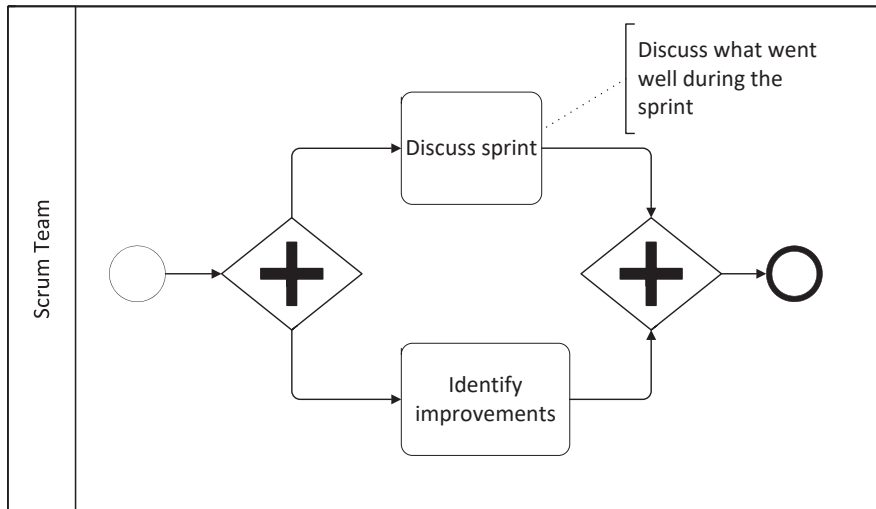 Scrum Team
Discuss what went
well during the
sprint
Discuss sprint
Identify
improvements